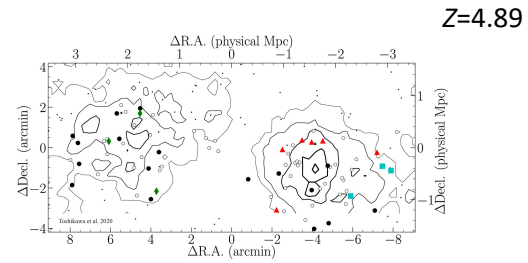 Z=4.89
ΔR.A. (physical Mpc)
3 2 1 0 −1 −2 −3
4
2
0
−2
−4
ΔDecl. (arcmin)
1
0
−1
ΔDecl. (physical Mpc)
Toshikawa et al. 2020
8 6 4 2 0 −2 −4 −6 −8
ΔR.A. (arcmin)